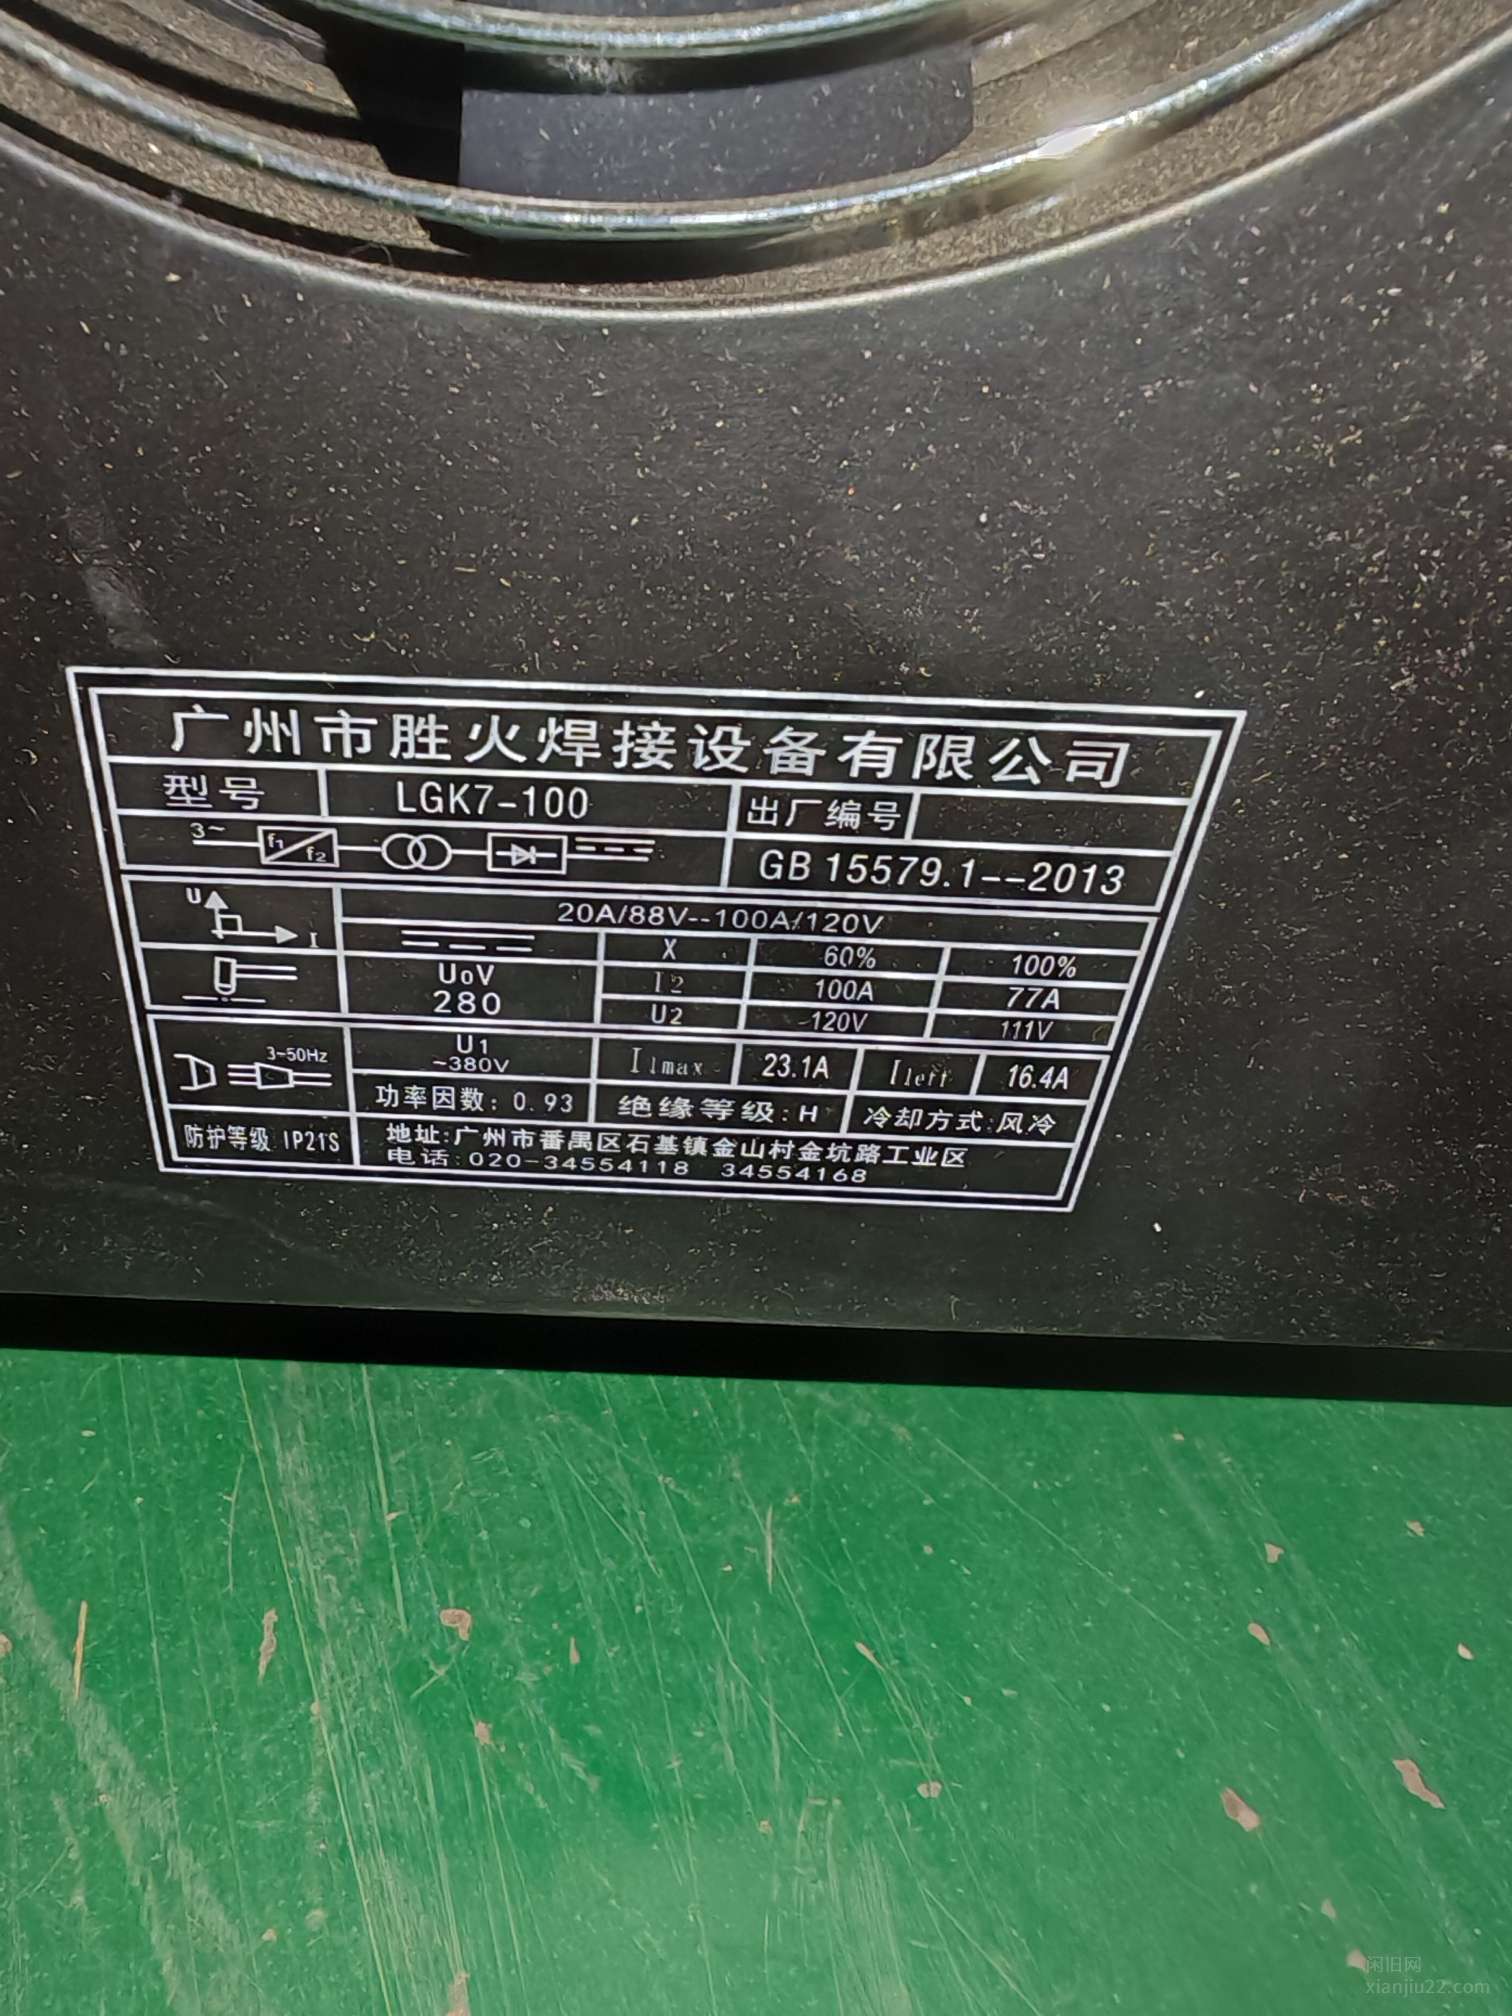 广州市胜火焊接设备有限公司
型号 LGK7-100 出厂编号
3~ f1 f2 GB 15579.1--2013
U I 20A/88V--100A/120V
X 60% 100%
U₀V 280 I2 100A 77A
U2 120V 111V
3-50Hz U1 ~380V I1max 23.1A I1eff 16.4A
功率因数: 0.93 绝缘等级: H 冷却方式: 风冷
防护等级 IP21S 地址:广州市番禺区石基镇金山村金坑路工业区
电话:020-34554118 34554168
闲旧网
xianjiu22.com